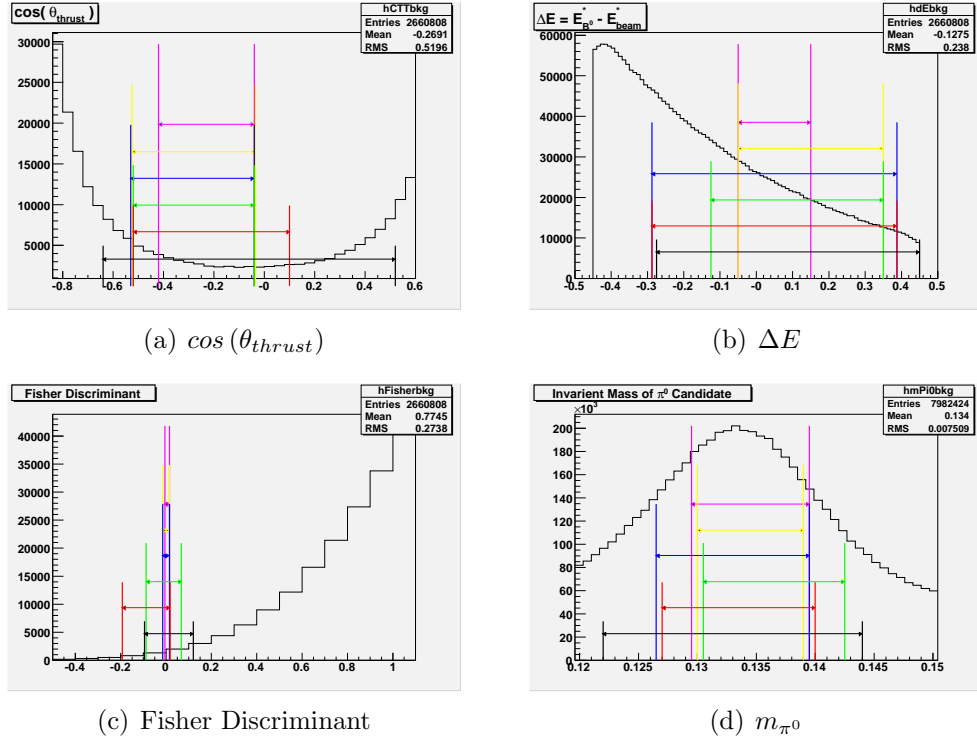 cos(θthrust)
hCTTbkg
Entries 2660808
Mean -0.2691
RMS 0.5196
30000
25000
20000
15000
10000
5000
-0.8 -0.6 -0.4 -0.2 -0 0.2 0.4 0.6
(a) cos (θthrust)
ΔE = E*B0 - E*beam
hdEbkg
Entries 2660808
Mean -0.1275
RMS 0.238
60000
50000
40000
30000
20000
10000
0
-0.5 -0.4 -0.3 -0.2 -0.1 -0 0.1 0.2 0.3 0.4 0.5
(b) ΔE
Fisher Discriminant
hFisherbkg
Entries 2660808
Mean 0.7745
RMS 0.2738
40000
35000
30000
25000
20000
15000
10000
5000
0
-0.4 -0.2 0 0.2 0.4 0.6 0.8 1
(c) Fisher Discriminant
Invarient Mass of π0 Candidate
hmPi0bkg
Entries 7982424
Mean 0.134
RMS 0.007509
×10^3
200
180
160
140
120
100
80
60
40
20
0
0.12 0.125 0.13 0.135 0.14 0.145 0.15
(d) mπ0